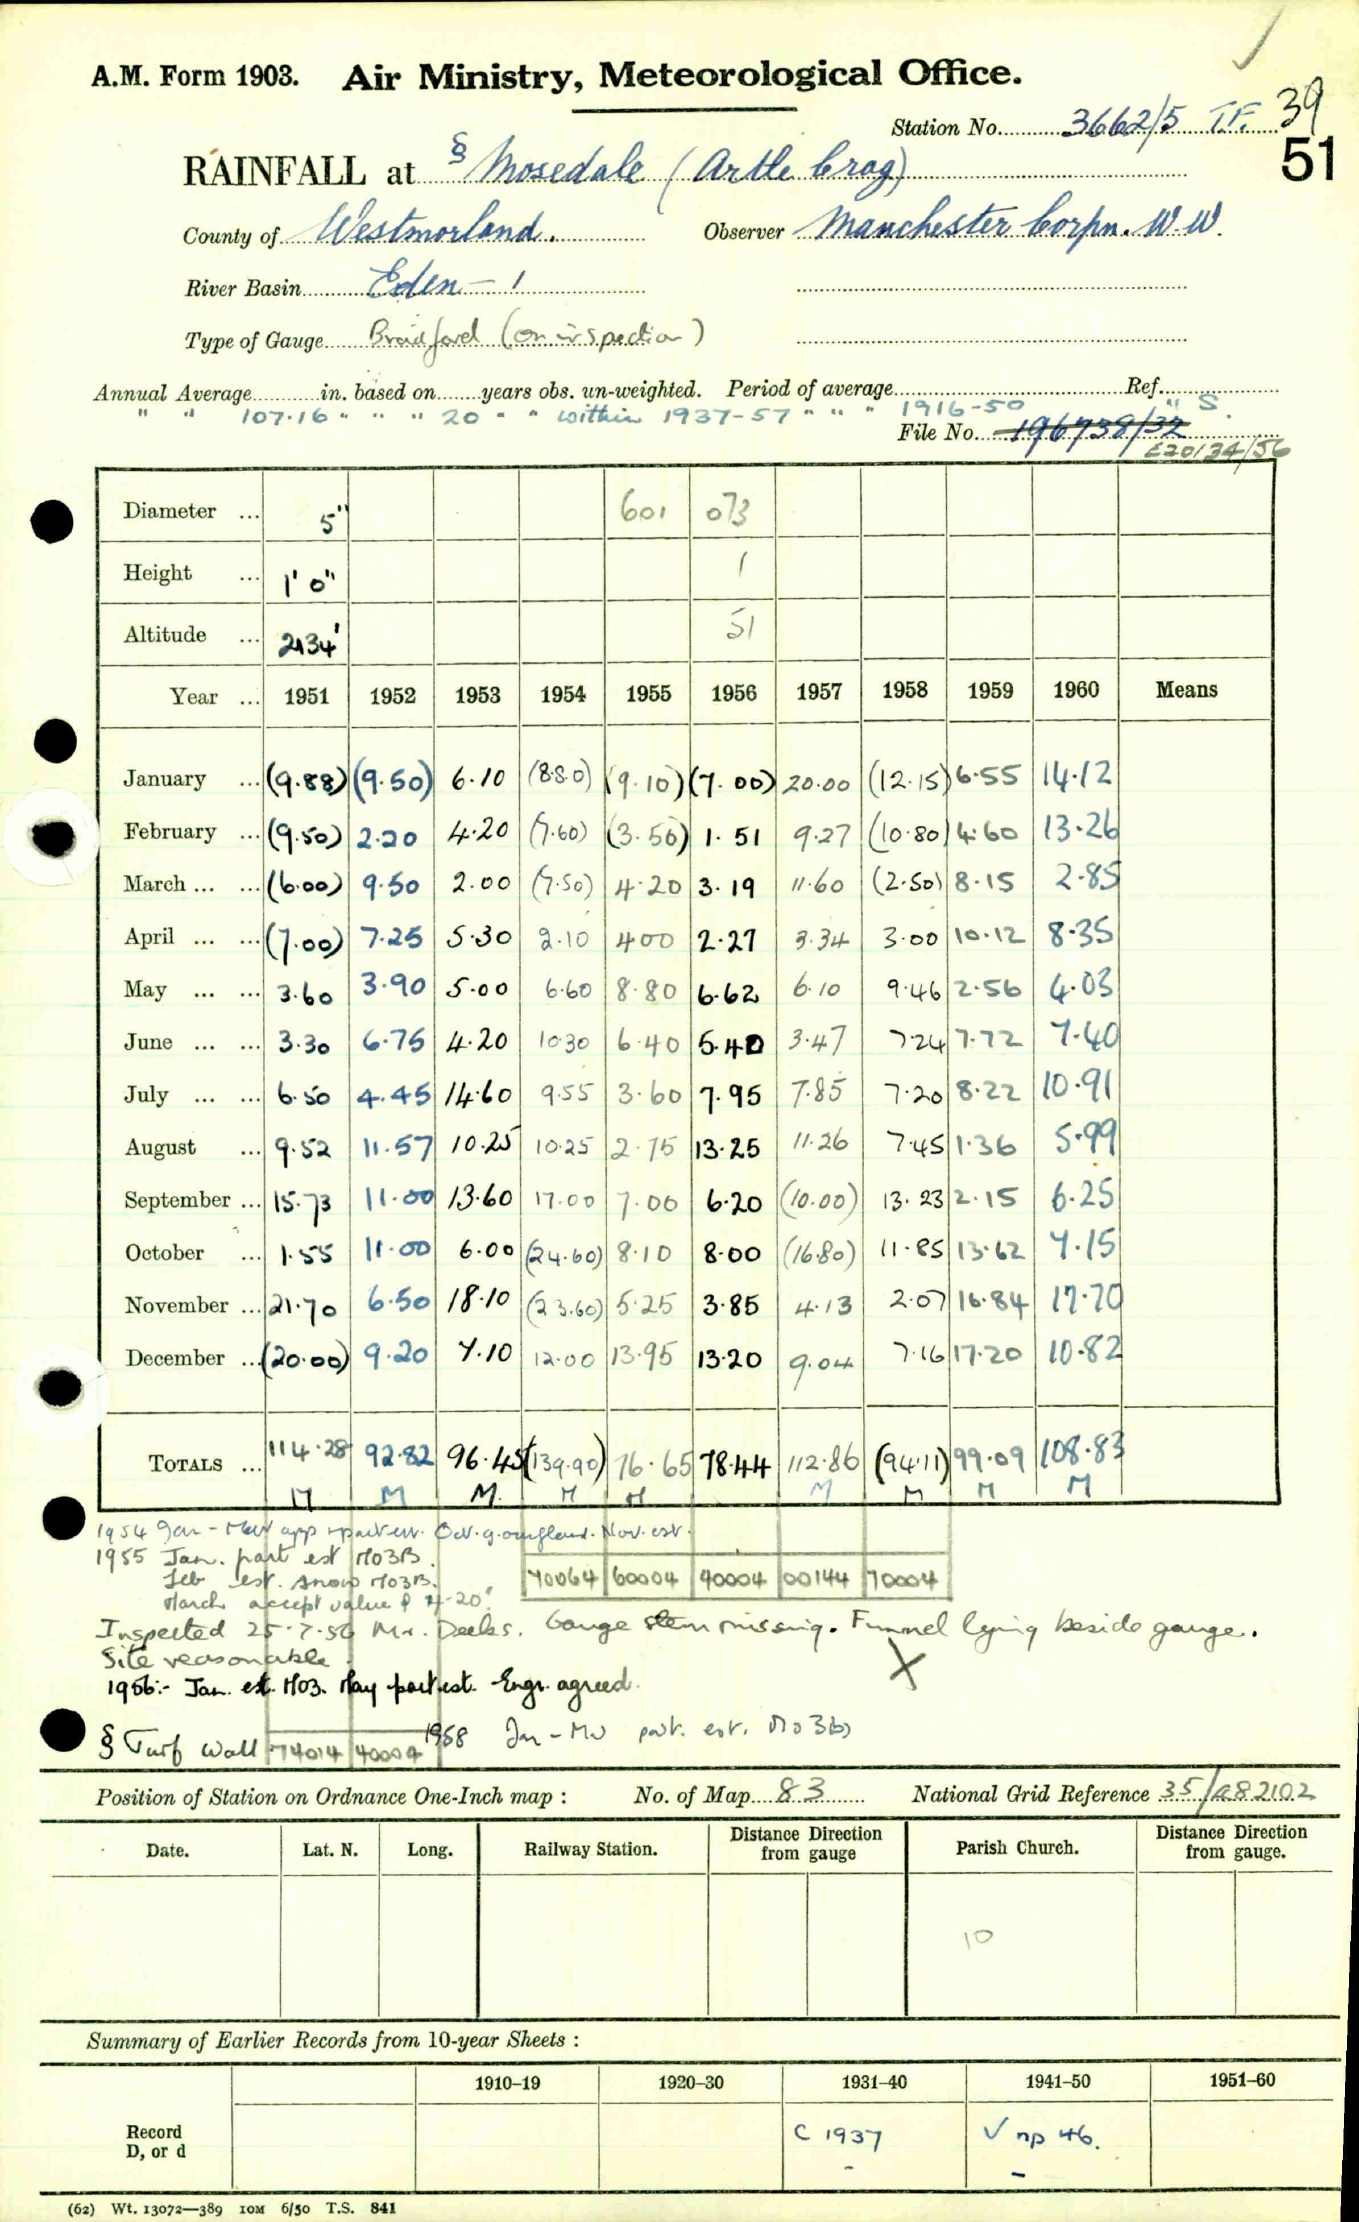 A.M. Form 1903. Air Ministry, Meteorological Office.
Station No. 3662/5 T.F. 39
51
RAINFALL at § Mosedale (Artle Crag)
County of Westmorland. Observer Manchester Corpn. W.W.
River Basin Eden - 1
Type of Gauge Bradford (on inspection)
Annual Average in. based on years obs. un-weighted. Period of average Ref.
" " 107.16 " " " 20 " " within 1937-57 " " " 1916-50 " S.
File No. 196738/32
E20134/56
Diameter ... 5" 601 073
Height ... 1' 0" 1
Altitude ... 2134' 51
Year ... 1951 1952 1953 1954 1955 1956 1957 1958 1959 1960 Means
January ... (9.88) (9.50) 6.10 (8.80) (9.10) (7.00) 20.00 (12.15) 6.55 14.12
February ... (9.50) 2.20 4.20 (7.60) (3.50) 1.51 9.27 (10.80) 4.60 13.26
March ... ... (6.00) 9.50 2.00 (7.50) 4.20 3.19 11.60 (2.50) 8.15 2.85
April ... ... (7.00) 7.25 5.30 2.10 400 2.27 3.34 3.00 10.12 8.35
May ... ... 3.60 3.90 5.00 6.60 8.80 6.62 6.10 9.46 2.56 4.03
June ... ... 3.30 6.75 4.20 10.30 6.40 5.40 3.47 7.24 7.72 7.40
July ... ... 6.50 4.45 14.60 9.55 3.60 7.95 7.85 7.20 8.22 10.91
August ... 9.52 11.57 10.25 10.25 2.75 13.25 11.26 7.45 1.36 5.99
September ... 15.73 11.00 13.60 17.00 7.00 6.20 (10.00) 13.23 2.15 6.25
October ... 1.55 11.00 6.00 (24.60) 8.10 8.00 (16.80) 11.85 13.62 7.15
November ... 21.70 6.50 18.10 (23.60) 5.25 3.85 4.13 2.07 16.84 17.70
December ... (20.00) 9.20 7.10 12.00 13.95 13.20 9.04 7.16 17.20 10.82
TOTALS ... 114.28 92.82 96.45 (139.90) 76.65 78.44 112.86 (94.11) 99.09 108.83
M M M. M M M M M M
1954 Jan - Mar app part est. Oct. Nov. est.
1955 Jan. part est MO3B.
Feb est. snow MO3B.
March accept value of 4.20.
70064 60004 40004 00144 70004
Inspected 25.7.56 Mr. Deeks. Gauge stem missing. Funnel lying beside gauge.
Site reasonable. X
1956:- Jan. est. MO3. May part est. Engr. agreed.
§ Turf Wall 74014 40004 1958 Jan - Mar part. est. MO3b
Position of Station on Ordnance One-Inch map : No. of Map 83 National Grid Reference 35/482102
Date. Lat. N. Long. Railway Station. Distance Direction from gauge Parish Church. Distance Direction from gauge.
10
Summary of Earlier Records from 10-year Sheets :
1910-19 1920-30 1931-40 1941-50 1951-60
Record D, or d C 1937 - V np 46. -
(62) Wt. 13072—389 10M 6/50 T.S. 841